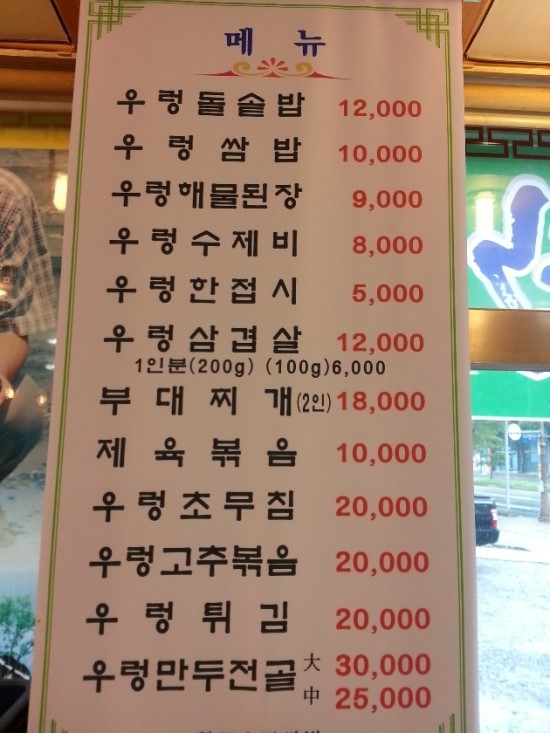 메 뉴
우렁돌솥밥 12,000
우 렁 쌈 밥 10,000
우렁해물된장 9,000
우 렁 수 제 비 8,000
우 렁 한 접 시 5,000
우 렁 삼 겹 살 12,000
1인분(200g) (100g)6,000
부 대 찌 개(2인) 18,000
제 육 볶 음 10,000
우 렁 초 무 침 20,000
우렁고추볶음 20,000
우 렁 튀 김 20,000
우렁만두전골 大 30,000
中 25,000